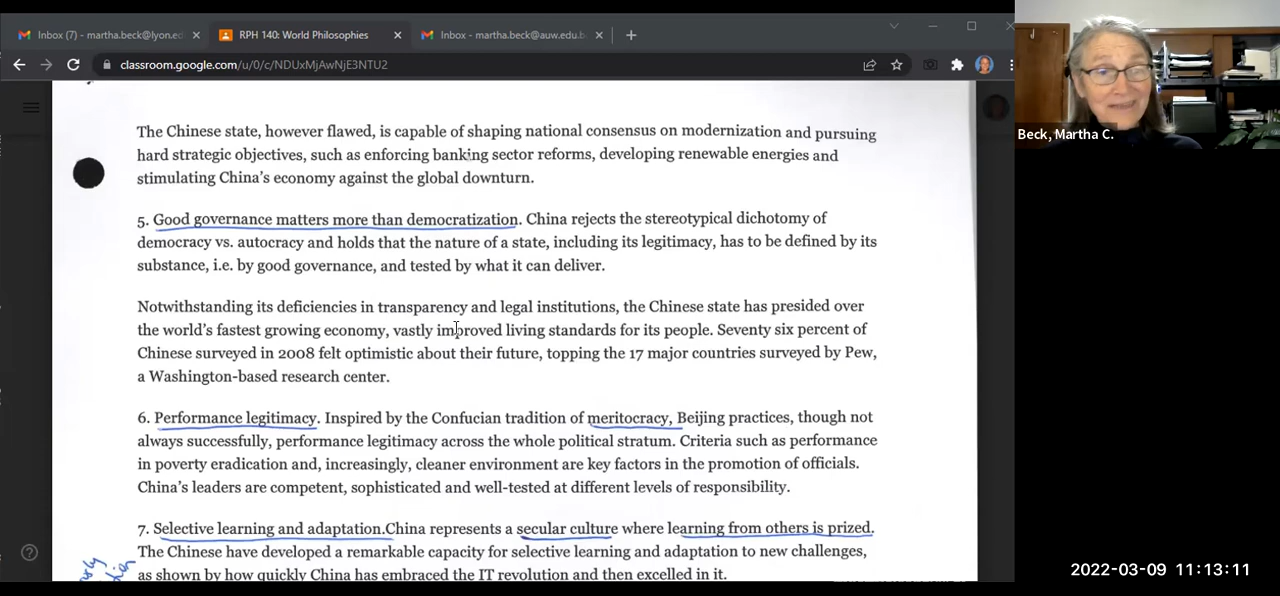 Inbox (7) - martha.beck@lyon.ed
RPH 140: World Philosophies
Inbox - martha.beck@auw.edu.b
classroom.google.com/u/0/c/NDUxMjAwNjE3NTU2
Beck, Martha C.
The Chinese state, however flawed, is capable of shaping national consensus on modernization and pursuing
hard strategic objectives, such as enforcing banking sector reforms, developing renewable energies and
stimulating China's economy against the global downturn.
5. Good governance matters more than democratization. China rejects the stereotypical dichotomy of
democracy vs. autocracy and holds that the nature of a state, including its legitimacy, has to be defined by its
substance, i.e. by good governance, and tested by what it can deliver.
Notwithstanding its deficiencies in transparency and legal institutions, the Chinese state has presided over
the world's fastest growing economy, vastly improved living standards for its people. Seventy six percent of
Chinese surveyed in 2008 felt optimistic about their future, topping the 17 major countries surveyed by Pew,
a Washington-based research center.
6. Performance legitimacy. Inspired by the Confucian tradition of meritocracy, Beijing practices, though not
always successfully, performance legitimacy across the whole political stratum. Criteria such as performance
in poverty eradication and, increasingly, cleaner environment are key factors in the promotion of officials.
China's leaders are competent, sophisticated and well-tested at different levels of responsibility.
7. Selective learning and adaptation.China represents a secular culture where learning from others is prized.
The Chinese have developed a remarkable capacity for selective learning and adaptation to new challenges,
as shown by how quickly China has embraced the IT revolution and then excelled in it.
2022-03-09 11:13:11